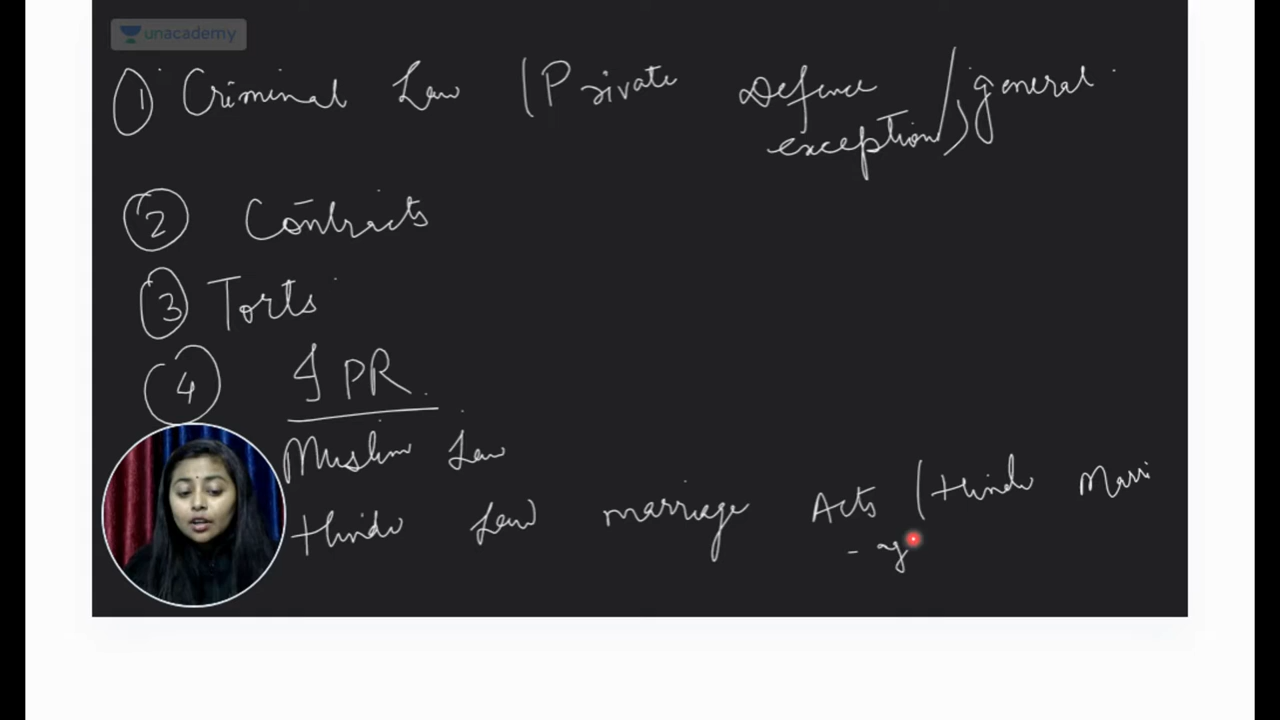 unacademy
1 Criminal Law (Private Defence / general
exception)
2 Contracts
3 Torts
4 IPR.
Muslim Law
Hindu Law marriage Acts (Hindu Marri
- ag